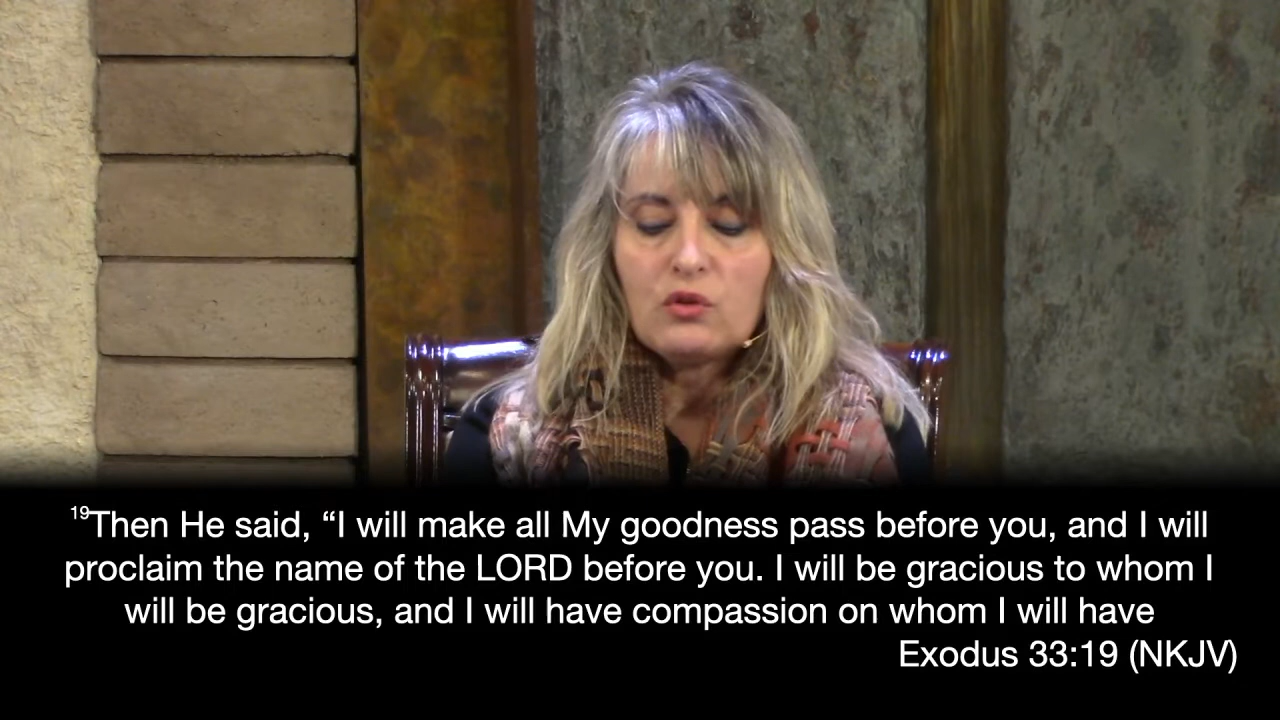 19Then He said, “I will make all My goodness pass before you, and I will
proclaim the name of the LORD before you. I will be gracious to whom I
will be gracious, and I will have compassion on whom I will have
Exodus 33:19 (NKJV)